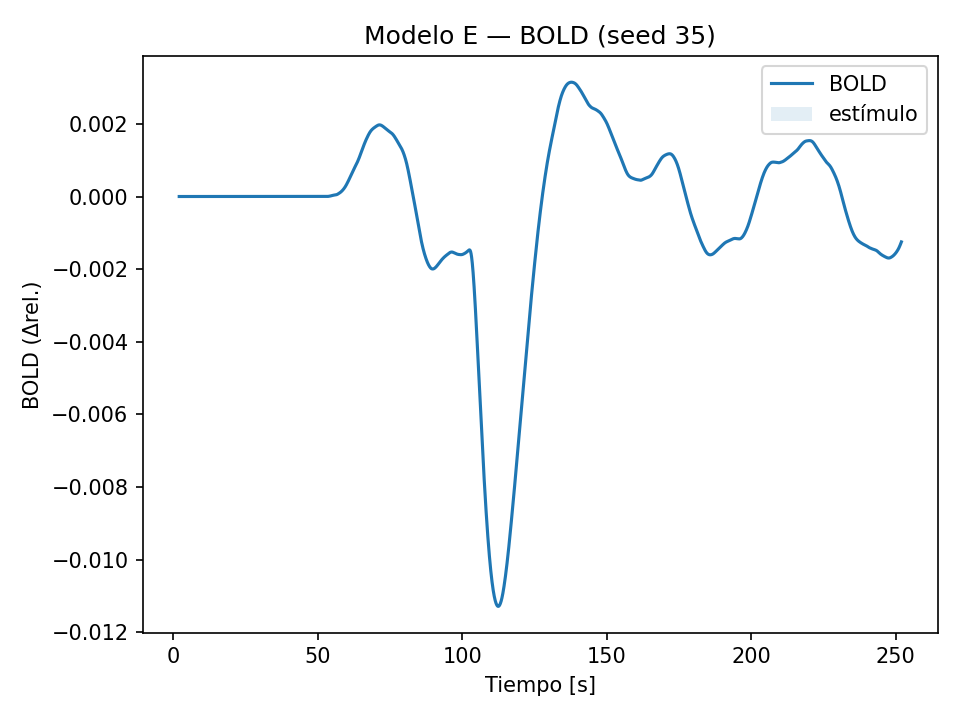 Modelo E — BOLD (seed 35)
BOLD
estímulo
0.002
0.000
−0.002
−0.004
−0.006
−0.008
−0.010
−0.012
BOLD (Δrel.)
0 50 100 150 200 250
Tiempo [s]